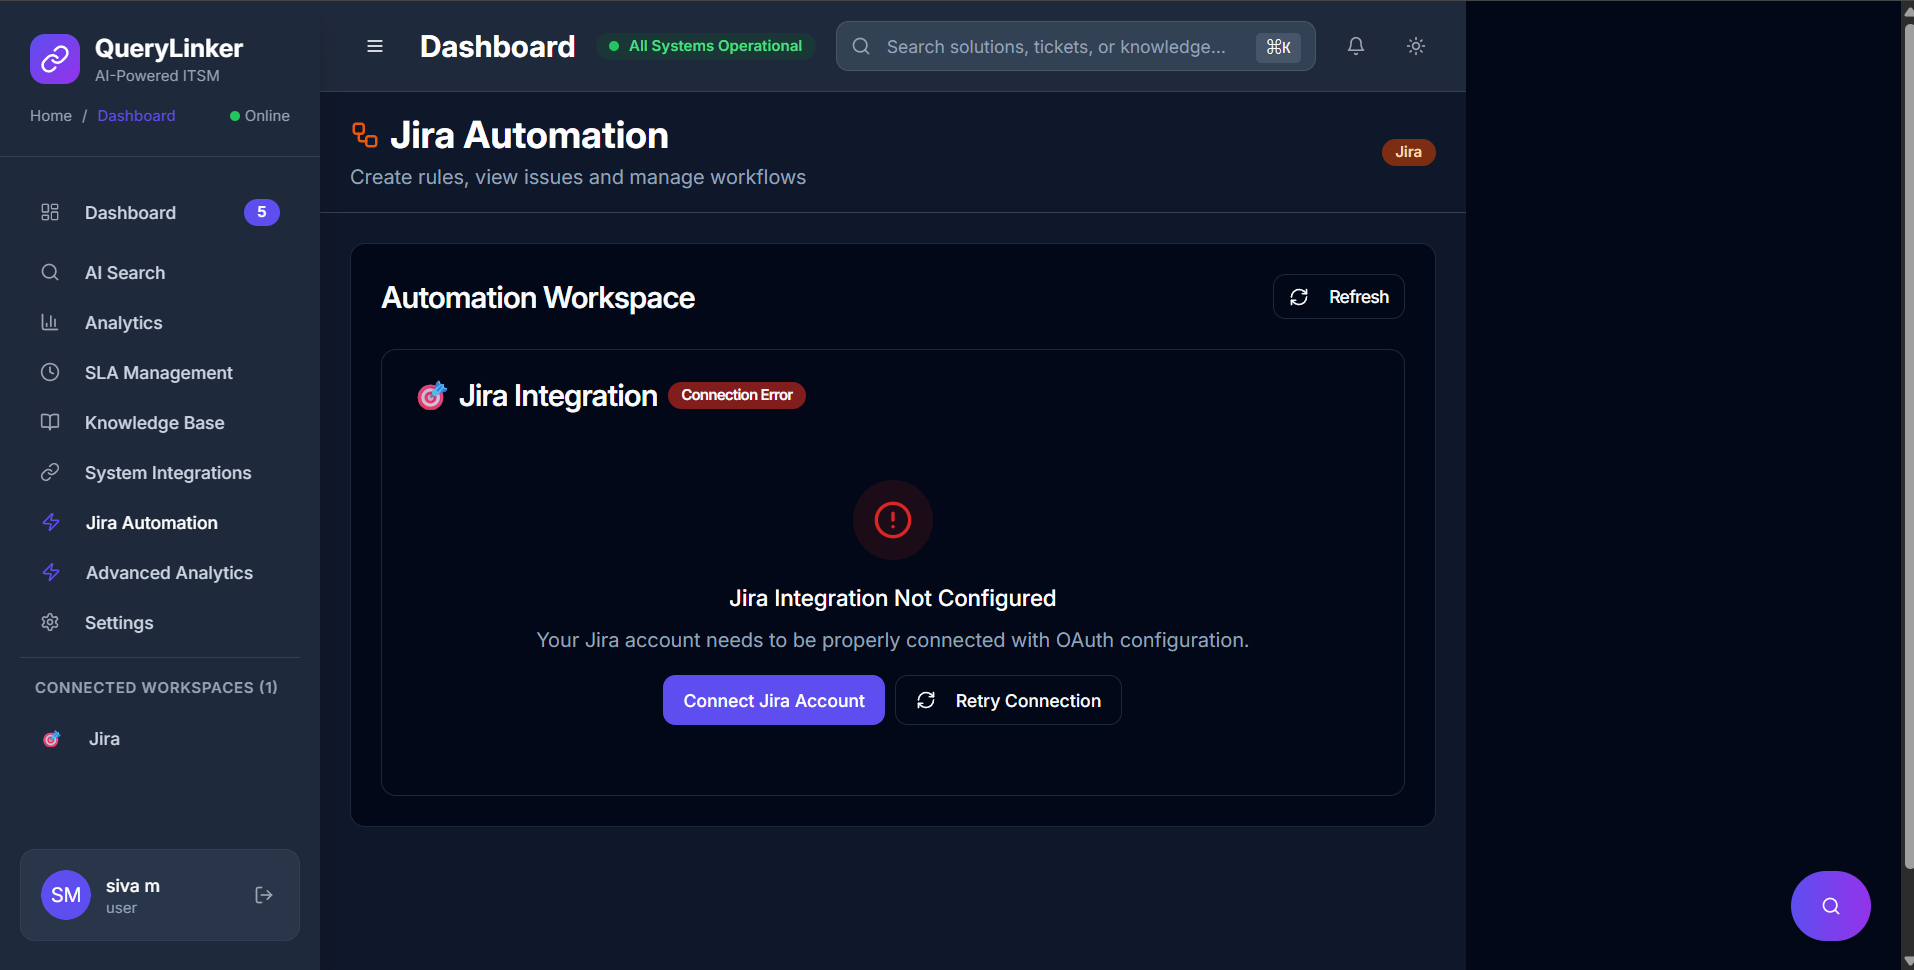 QueryLinker
AI-Powered ITSM
Home / Dashboard
Online
Dashboard
5
AI Search
Analytics
SLA Management
Knowledge Base
System Integrations
Jira Automation
Advanced Analytics
Settings
CONNECTED WORKSPACES (1)
Jira
SM
siva m
user
Dashboard
All Systems Operational
Search solutions, tickets, or knowledge...
⌘K
Jira Automation
Create rules, view issues and manage workflows
Jira
Automation Workspace
Refresh
Jira Integration
Connection Error
Jira Integration Not Configured
Your Jira account needs to be properly connected with OAuth configuration.
Connect Jira Account
Retry Connection